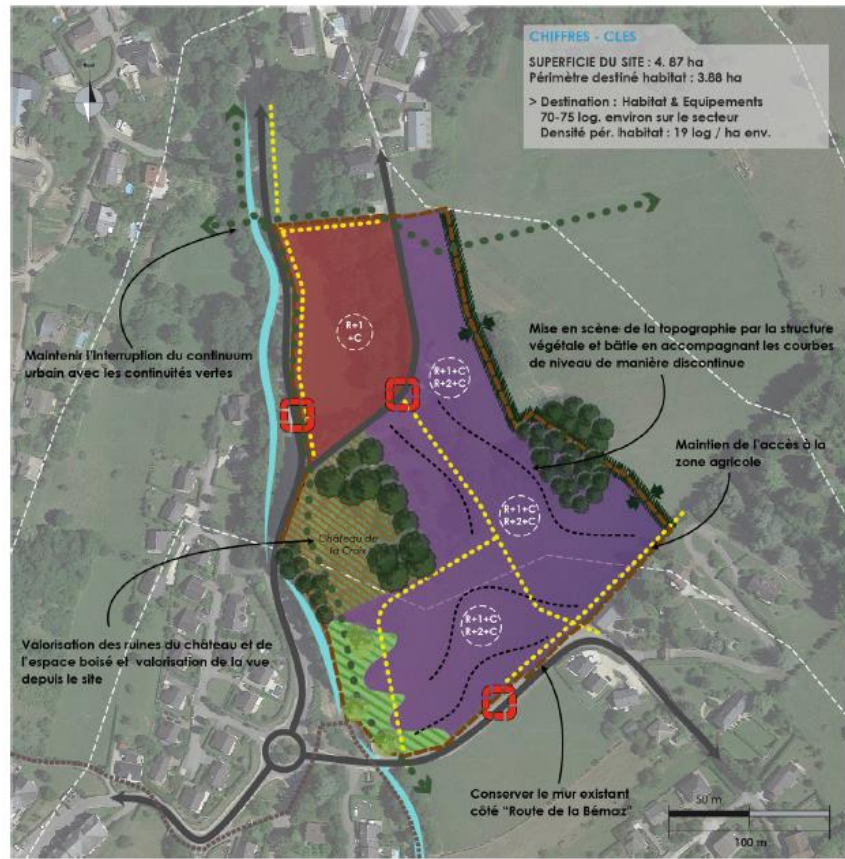 CHIFFRES - CLES
SUPERFICIE DU SITE : 4. 87 ha
Périmètre destiné habitat : 3.88 ha
> Destination : Habitat & Equipements
70-75 log. environ sur le secteur
Densité pér. habitat : 19 log / ha env.
Nord
R+1
+C
Maintenir l'interruption du continuum
urbain avec les continuités vertes
R+1+C
R+2+C
Mise en scène de la topographie par la structure
végétale et bâtie en accompagnant les courbes
de niveau de manière discontinue
Maintien de l'accès à la
zone agricole
R+1+C
R+2+C
Château de
la Croix
R+1+C
R+2+C
Valorisation des ruines du château et de
l'espace boisé et valorisation de la vue
depuis le site
Conserver le mur existant
côté "Route de la Bémaz"
50 m
100 m